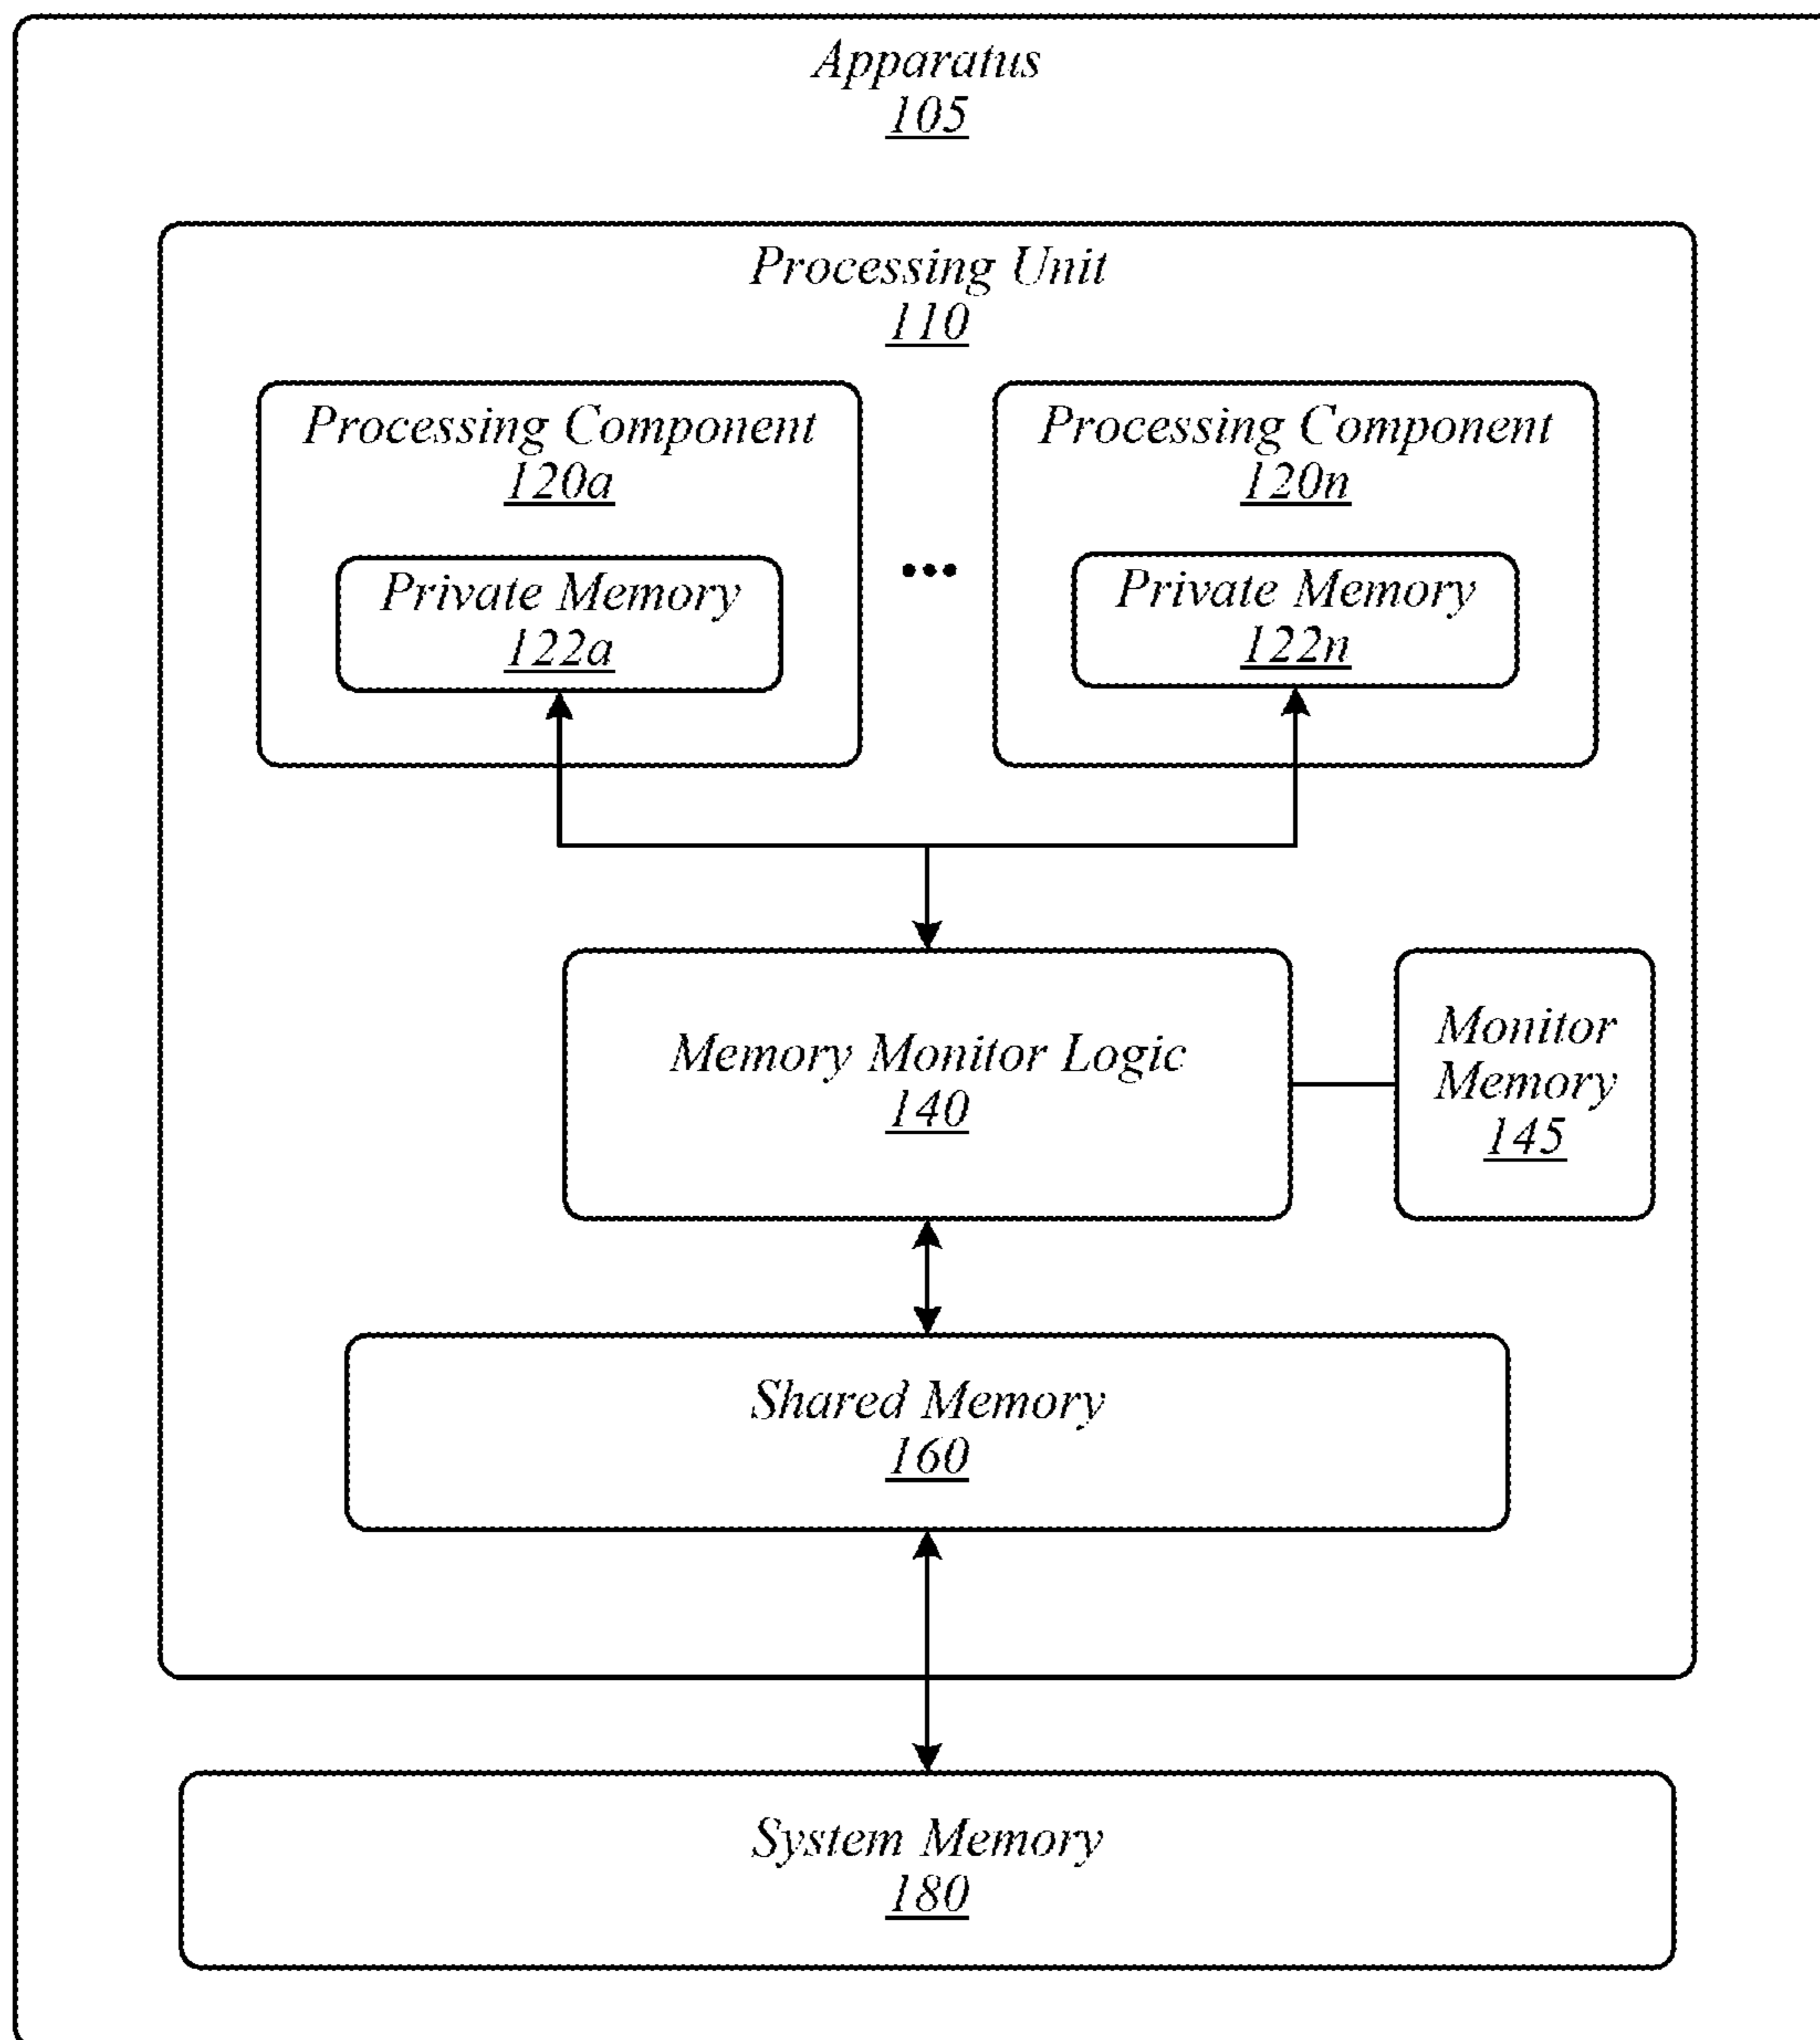 Apparatus
105
Processing Unit
110
Processing Component
120a
Private Memory
122a
•••
Processing Component
120n
Private Memory
122n
Memory Monitor Logic
140
Monitor
Memory
145
Shared Memory
160
System Memory
180